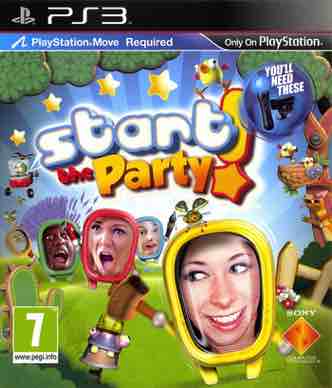 PS3
PlayStation®Move Required
Only On PlayStation®
YOU'LL
NEED
THESE
start
the Party!
7
www.pegi.info
SONY